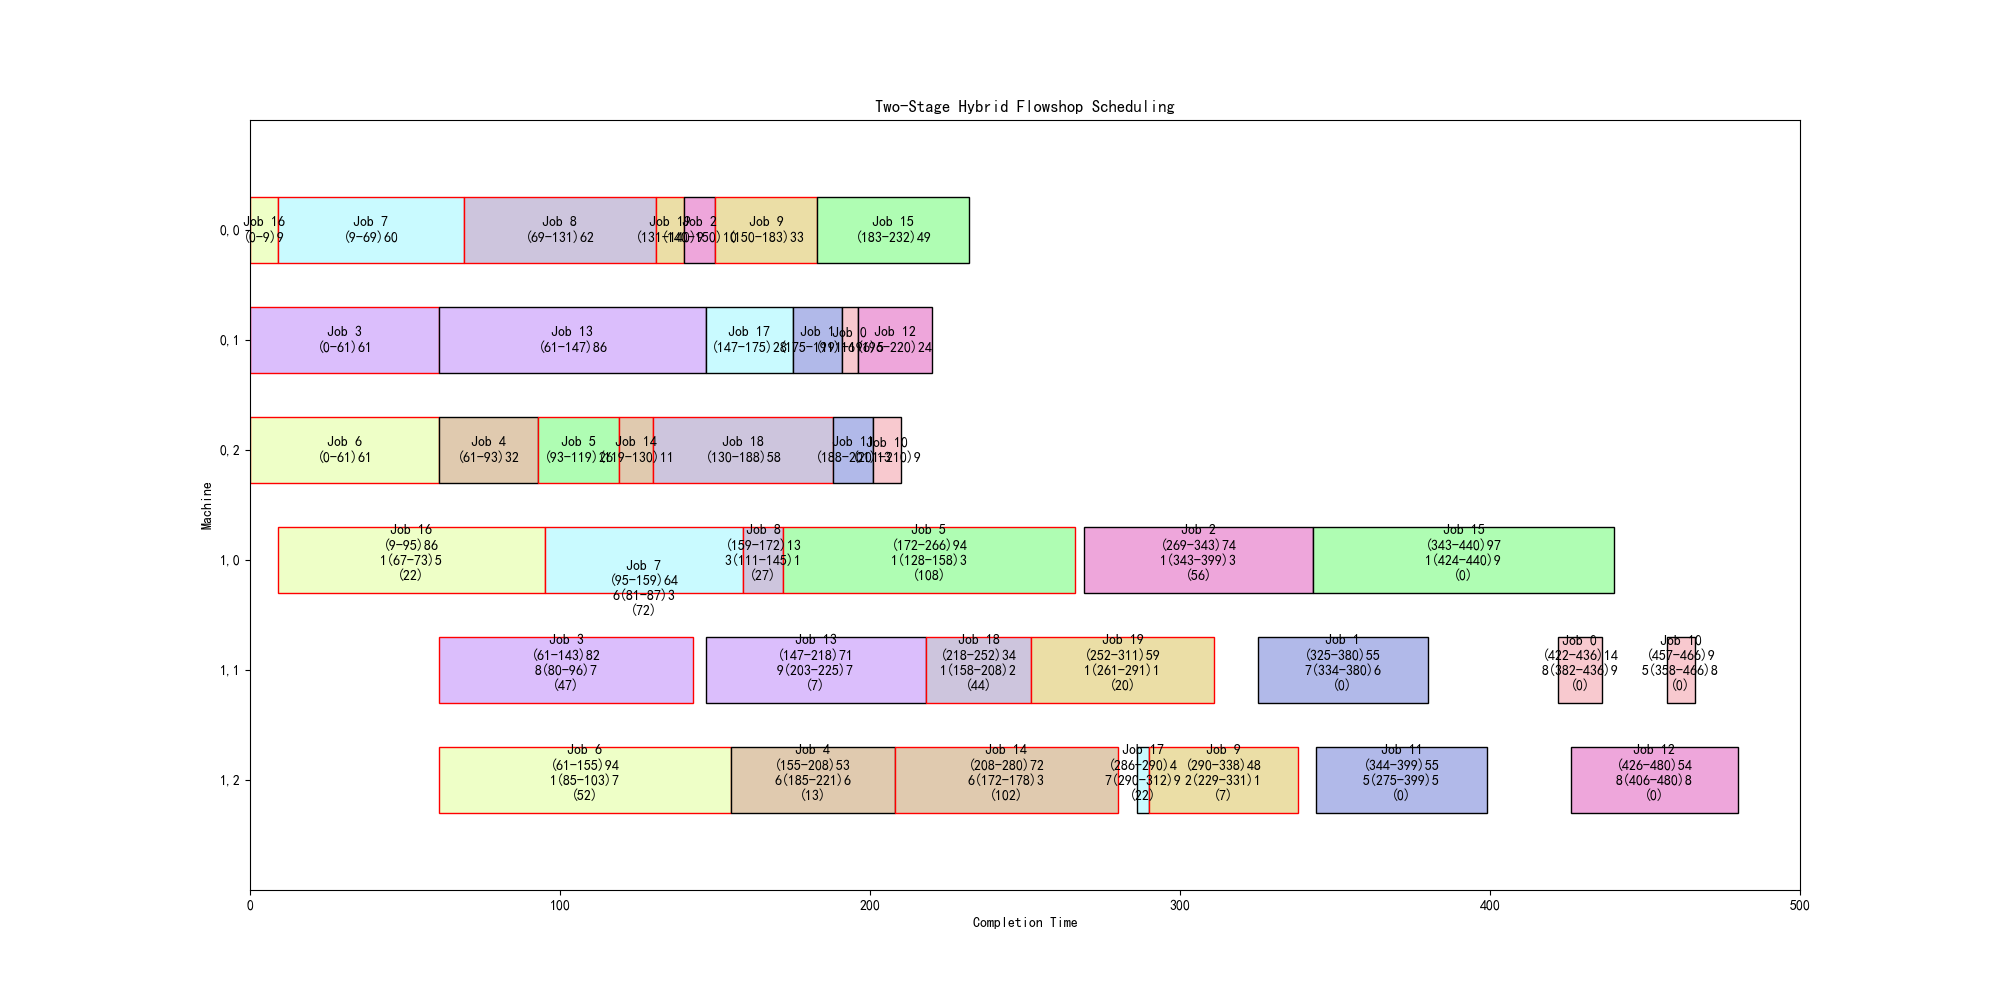 Two-Stage Hybrid Flowshop Scheduling
Machine
0,0
Job 16
(0-9)9
Job 7
(9-69)60
Job 8
(69-131)62
Job 19
(131-140)9
Job 2
(140-150)10
Job 9
(150-183)33
Job 15
(183-232)49
0,1
Job 3
(0-61)61
Job 13
(61-147)86
Job 17
(147-175)28
Job 1
(175-191)16
Job 0
(191-196)5
Job 12
(196-220)24
0,2
Job 6
(0-61)61
Job 4
(61-93)32
Job 5
(93-119)26
Job 14
(119-130)11
Job 18
(130-188)58
Job 11
(188-201)13
Job 10
(201-210)9
1,0
Job 16
(9-95)86
1(67-73)5
(22)
Job 7
(95-159)64
6(81-87)3
(72)
Job 8
(159-172)13
3(111-145)1
(27)
Job 5
(172-266)94
1(128-158)3
(108)
Job 2
(269-343)74
1(343-399)3
(56)
Job 15
(343-440)97
1(424-440)9
(0)
1,1
Job 3
(61-143)82
8(80-96)7
(47)
Job 13
(147-218)71
9(203-225)7
(7)
Job 18
(218-252)34
1(158-208)2
(44)
Job 19
(252-311)59
1(261-291)1
(20)
Job 1
(325-380)55
7(334-380)6
(0)
Job 0
(422-436)14
8(382-436)9
(0)
Job 10
(457-466)9
5(358-466)8
(0)
1,2
Job 6
(61-155)94
1(85-103)7
(52)
Job 4
(155-208)53
6(185-221)6
(13)
Job 14
(208-280)72
6(172-178)3
(102)
Job 17
(286-290)4
7(290-312)9
(22)
Job 9
(290-338)48
2(229-331)1
(7)
Job 11
(344-399)55
5(275-399)5
(0)
Job 12
(426-480)54
8(406-480)8
(0)
0
100
200
300
400
500
Completion Time